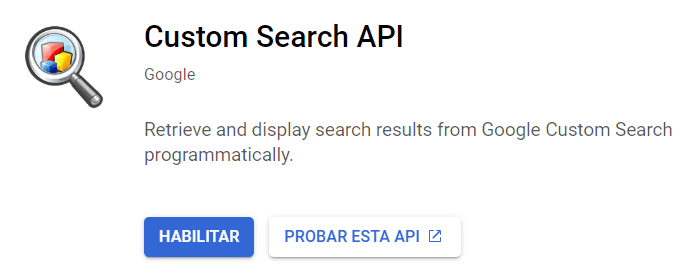 Custom Search API
Google
Retrieve and display search results from Google Custom Search
programmatically.
HABILITAR
PROBAR ESTA API